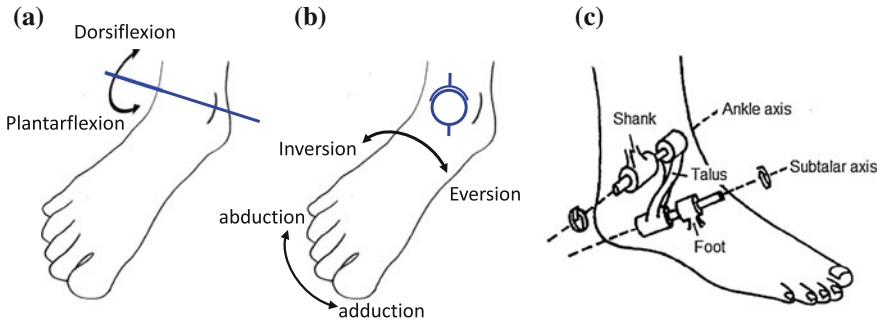 (a)
Dorsiflexion
Plantarflexion
(b)
Inversion
Eversion
abduction
adduction
(c)
Shank
Ankle axis
Talus
Subtalar axis
Foot